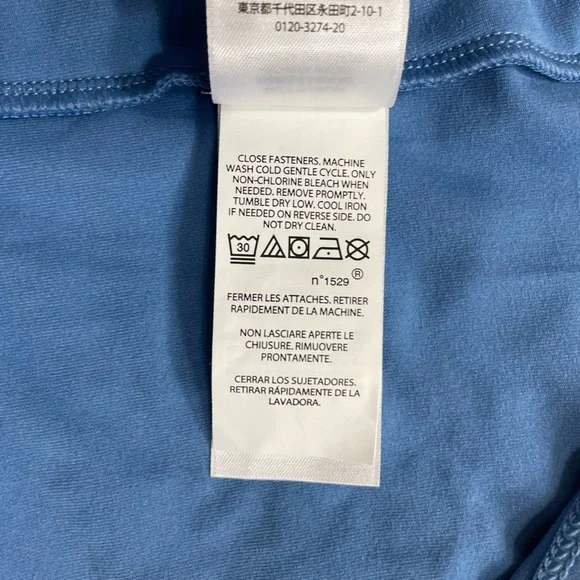 東京都千代田区永田町2-10-1
0120-3274-20
CLOSE FASTENERS. MACHINE
WASH COLD GENTLE CYCLE. ONLY
NON-CHLORINE BLEACH WHEN
NEEDED. REMOVE PROMPTLY.
TUMBLE DRY LOW. COOL IRON
IF NEEDED ON REVERSE SIDE. DO
NOT DRY CLEAN.
30
n°1529 ®
FERMER LES ATTACHES. RETIRER
RAPIDEMENT DE LA MACHINE.
NON LASCIARE APERTE LE
CHIUSURE. RIMUOVERE
PRONTAMENTE.
CERRAR LOS SUJETADORES.
RETIRAR RÁPIDAMENTE DE LA
LAVADORA.